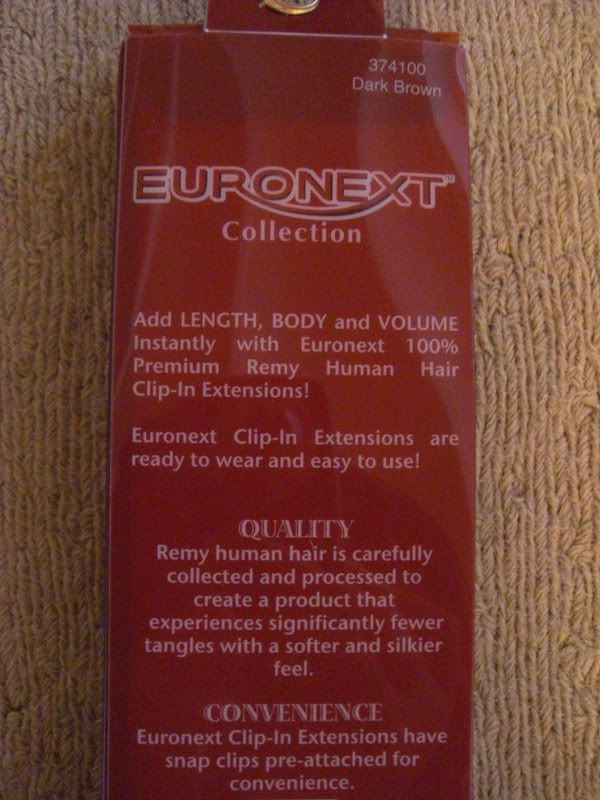 374100
Dark Brown
EURONEXT™
Collection
Add LENGTH, BODY and VOLUME
Instantly with Euronext 100%
Premium Remy Human Hair
Clip-In Extensions!
Euronext Clip-In Extensions are
ready to wear and easy to use!
QUALITY
Remy human hair is carefully
collected and processed to
create a product that
experiences significantly fewer
tangles with a softer and silkier
feel.
CONVENIENCE
Euronext Clip-In Extensions have
snap clips pre-attached for
convenience.